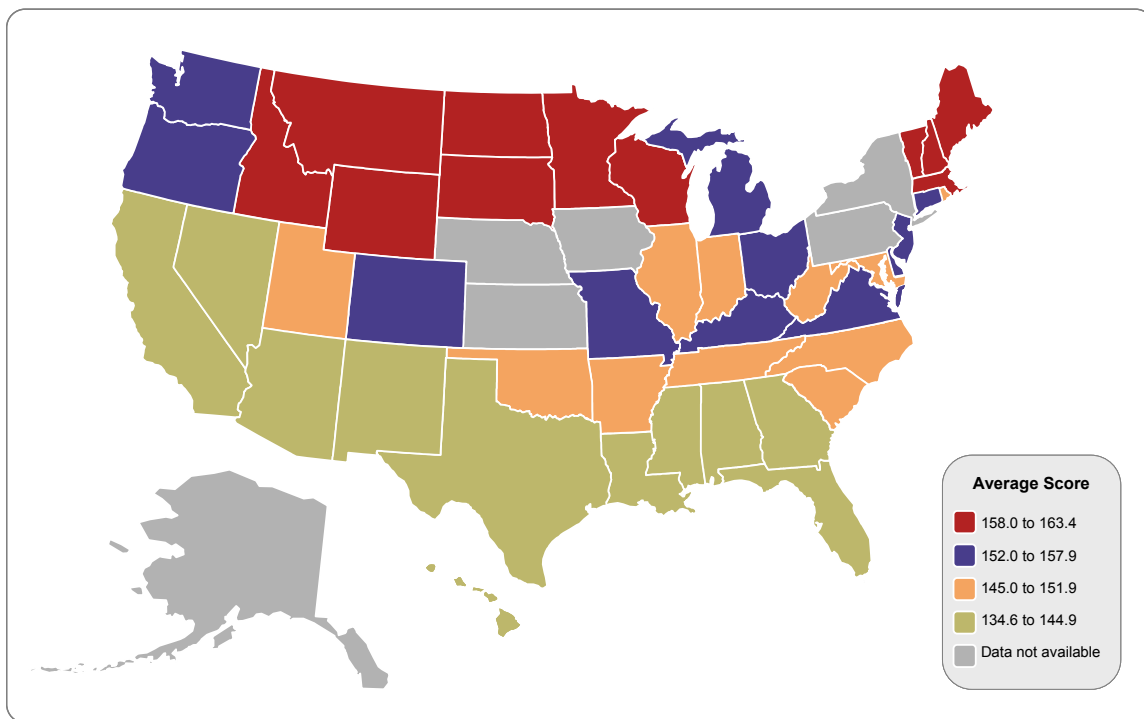 Average Score
158.0 to 163.4
152.0 to 157.9
145.0 to 151.9
134.6 to 144.9
Data not available